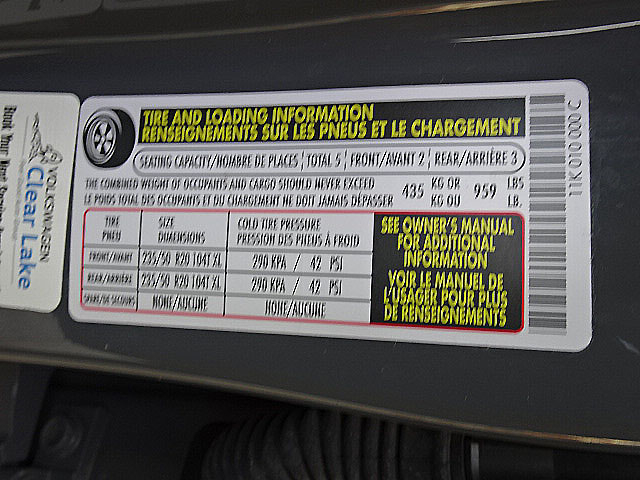 TIRE AND LOADING INFORMATION
RENSEIGNEMENTS SUR LES PNEUS ET LE CHARGEMENT
SEATING CAPACITY/NOMBRE DE PLACES TOTAL 5 FRONT/AVANT 2 REAR/ARRIÈRE 3
THE COMBINED WEIGHT OF OCCUPANTS AND CARGO SHOULD NEVER EXCEED 435 KG OR 959 LBS
LE POIDS TOTAL DES OCCUPANTS ET DU CHARGEMENT NE DOIT JAMAIS DÉPASSER KG OU LB.
TIRE SIZE COLD TIRE PRESSURE
PNEU DIMENSIONS PRESSION DES PNEUS À FROID
FRONT/AVANT 235/50 R20 104T XL 290 KPA / 42 PSI
REAR/ARRIÈRE 235/50 R20 104T XL 290 KPA / 42 PSI
SPARE/DE SECOURS NONE/AUCUNE NONE/AUCUNE
SEE OWNER'S MANUAL
FOR ADDITIONAL
INFORMATION
VOIR LE MANUEL DE
L'USAGER POUR PLUS
DE RENSEIGNEMENTS
11K 010 000 C
VOLKSWAGEN
Clear Lake
Your Next Service